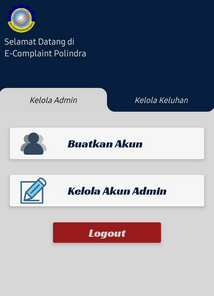 Selamat Datang di
E-Complaint Polindra
Kelola Admin
Kelola Keluhan
Buatkan Akun
Kelola Akun Admin
Logout